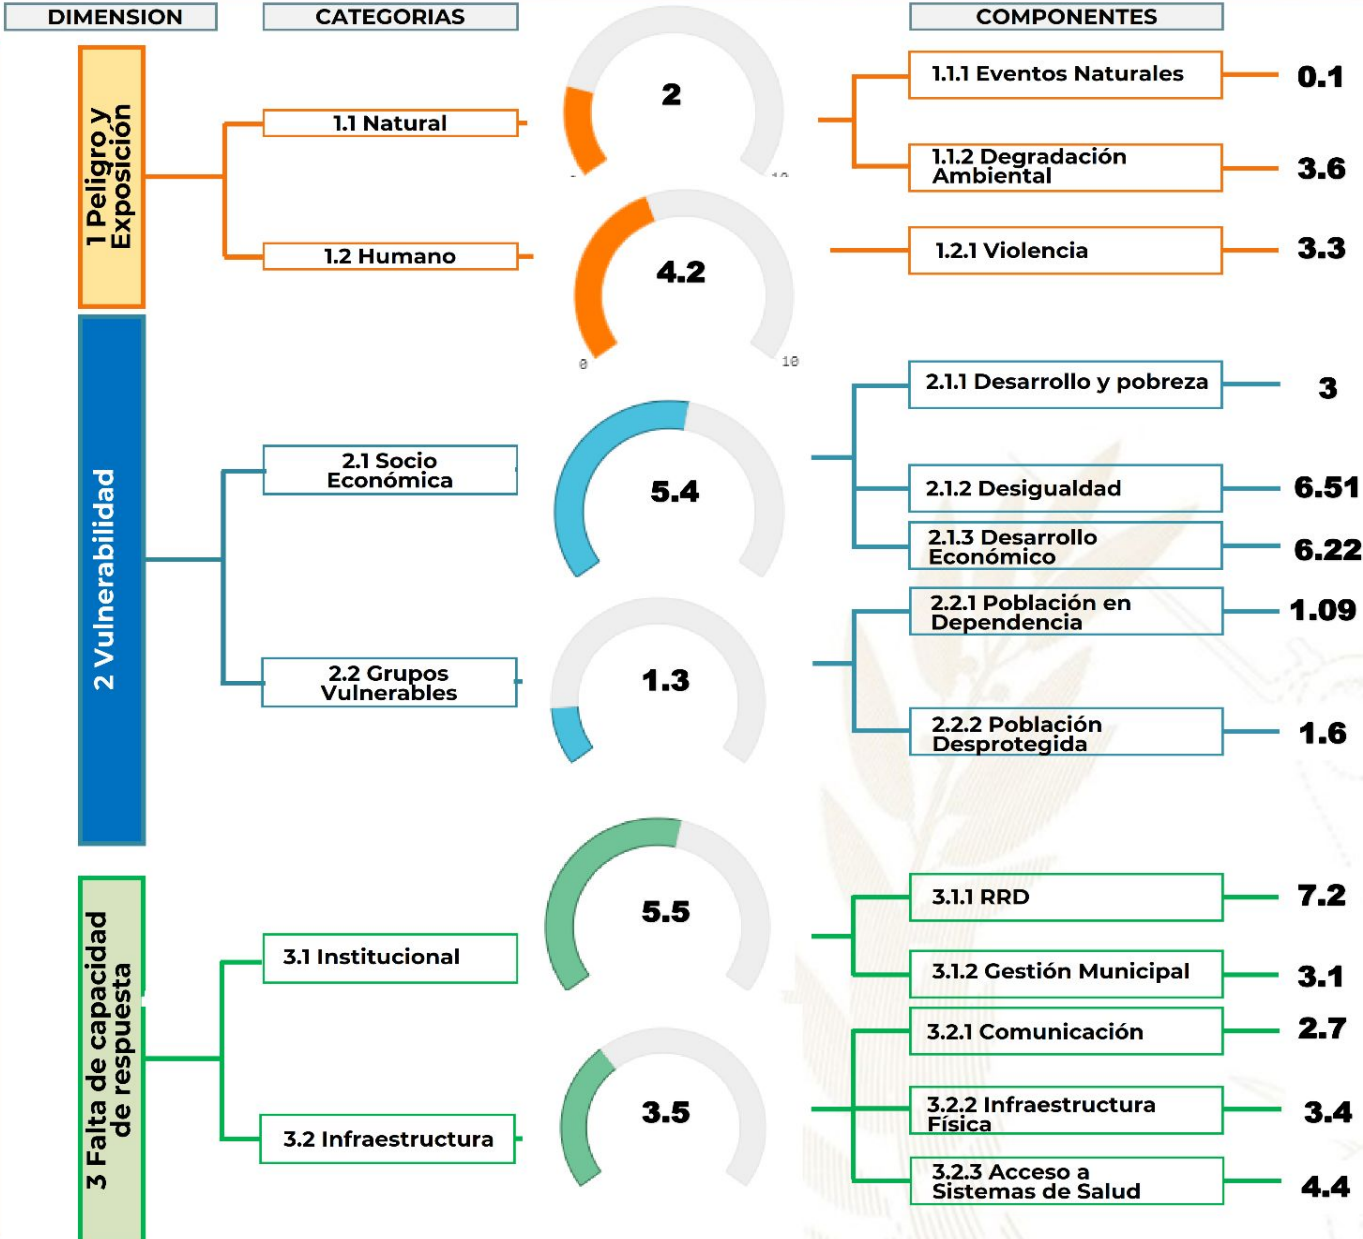 DIMENSION
CATEGORIAS
COMPONENTES
1 Peligro y
Exposición
1.1 Natural
2
10
1.1.1 Eventos Naturales
0.1
1.1.2 Degradación
Ambiental
3.6
1.2 Humano
4.2
0
10
1.2.1 Violencia
3.3
2 Vulnerabilidad
2.1 Socio
Económica
5.4
2.1.1 Desarrollo y pobreza
3
2.1.2 Desigualdad
6.51
2.1.3 Desarrollo
Económico
6.22
2.2 Grupos
Vulnerables
1.3
2.2.1 Población en
Dependencia
1.09
2.2.2 Población
Desprotegida
1.6
3 Falta de capacidad
de respuesta
3.1 Institucional
5.5
3.1.1 RRD
7.2
3.1.2 Gestión Municipal
3.1
3.2 Infraestructura
3.5
3.2.1 Comunicación
2.7
3.2.2 Infraestructura
Física
3.4
3.2.3 Acceso a
Sistemas de Salud
4.4